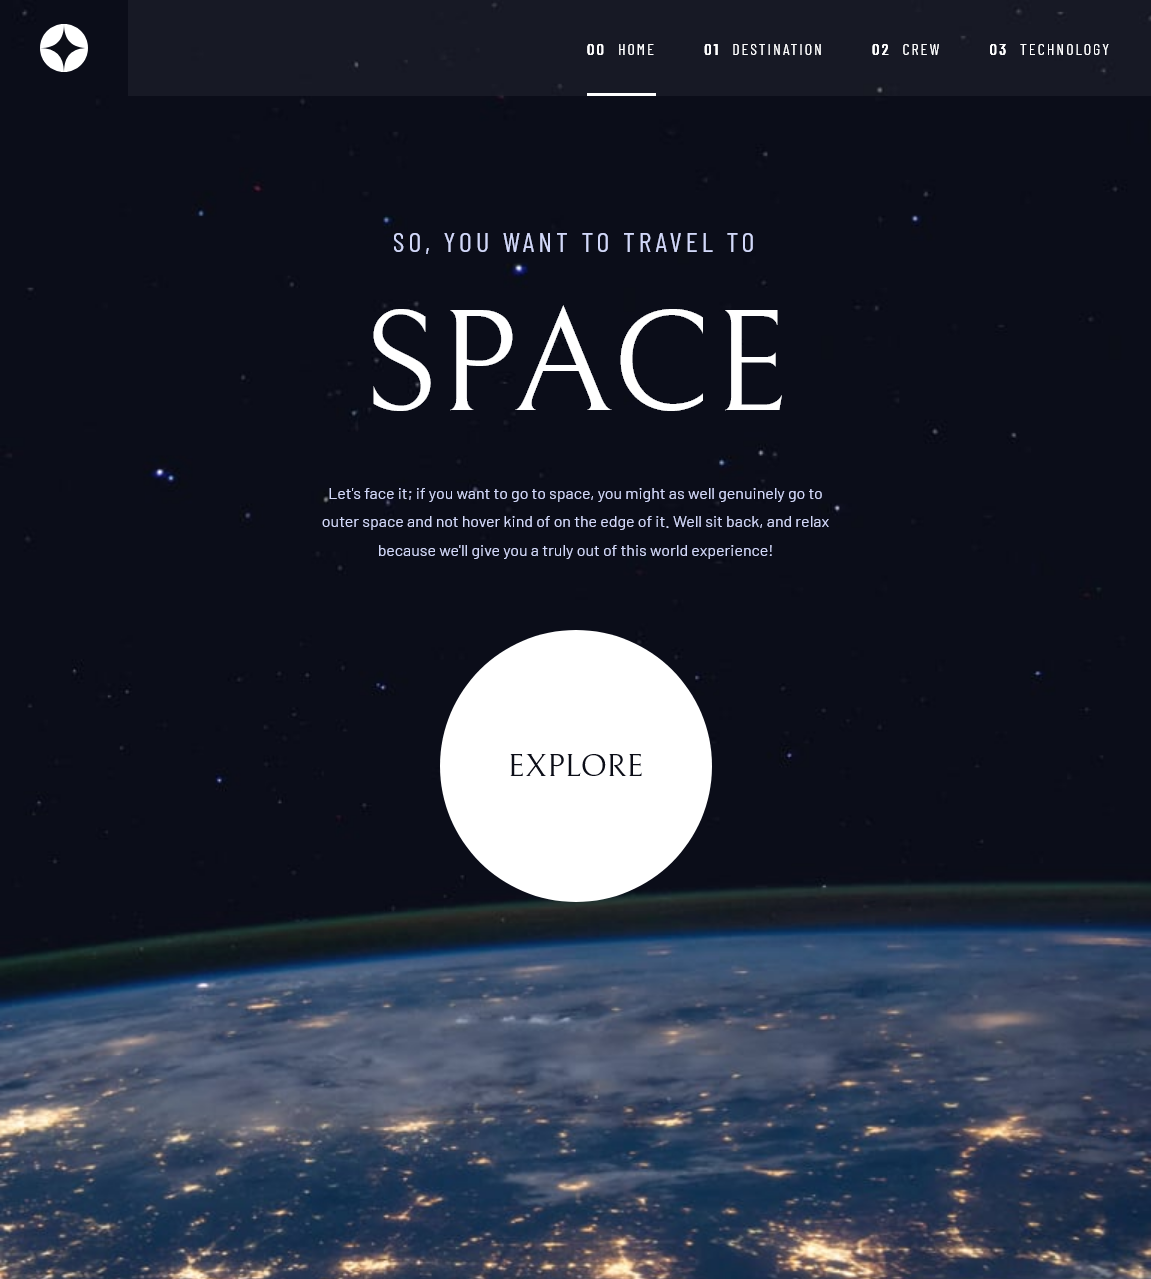 00 HOME 01 DESTINATION 02 CREW 03 TECHNOLOGY
SO, YOU WANT TO TRAVEL TO
SPACE
Let's face it; if you want to go to space, you might as well genuinely go to
outer space and not hover kind of on the edge of it. Well sit back, and relax
because we'll give you a truly out of this world experience!
EXPLORE